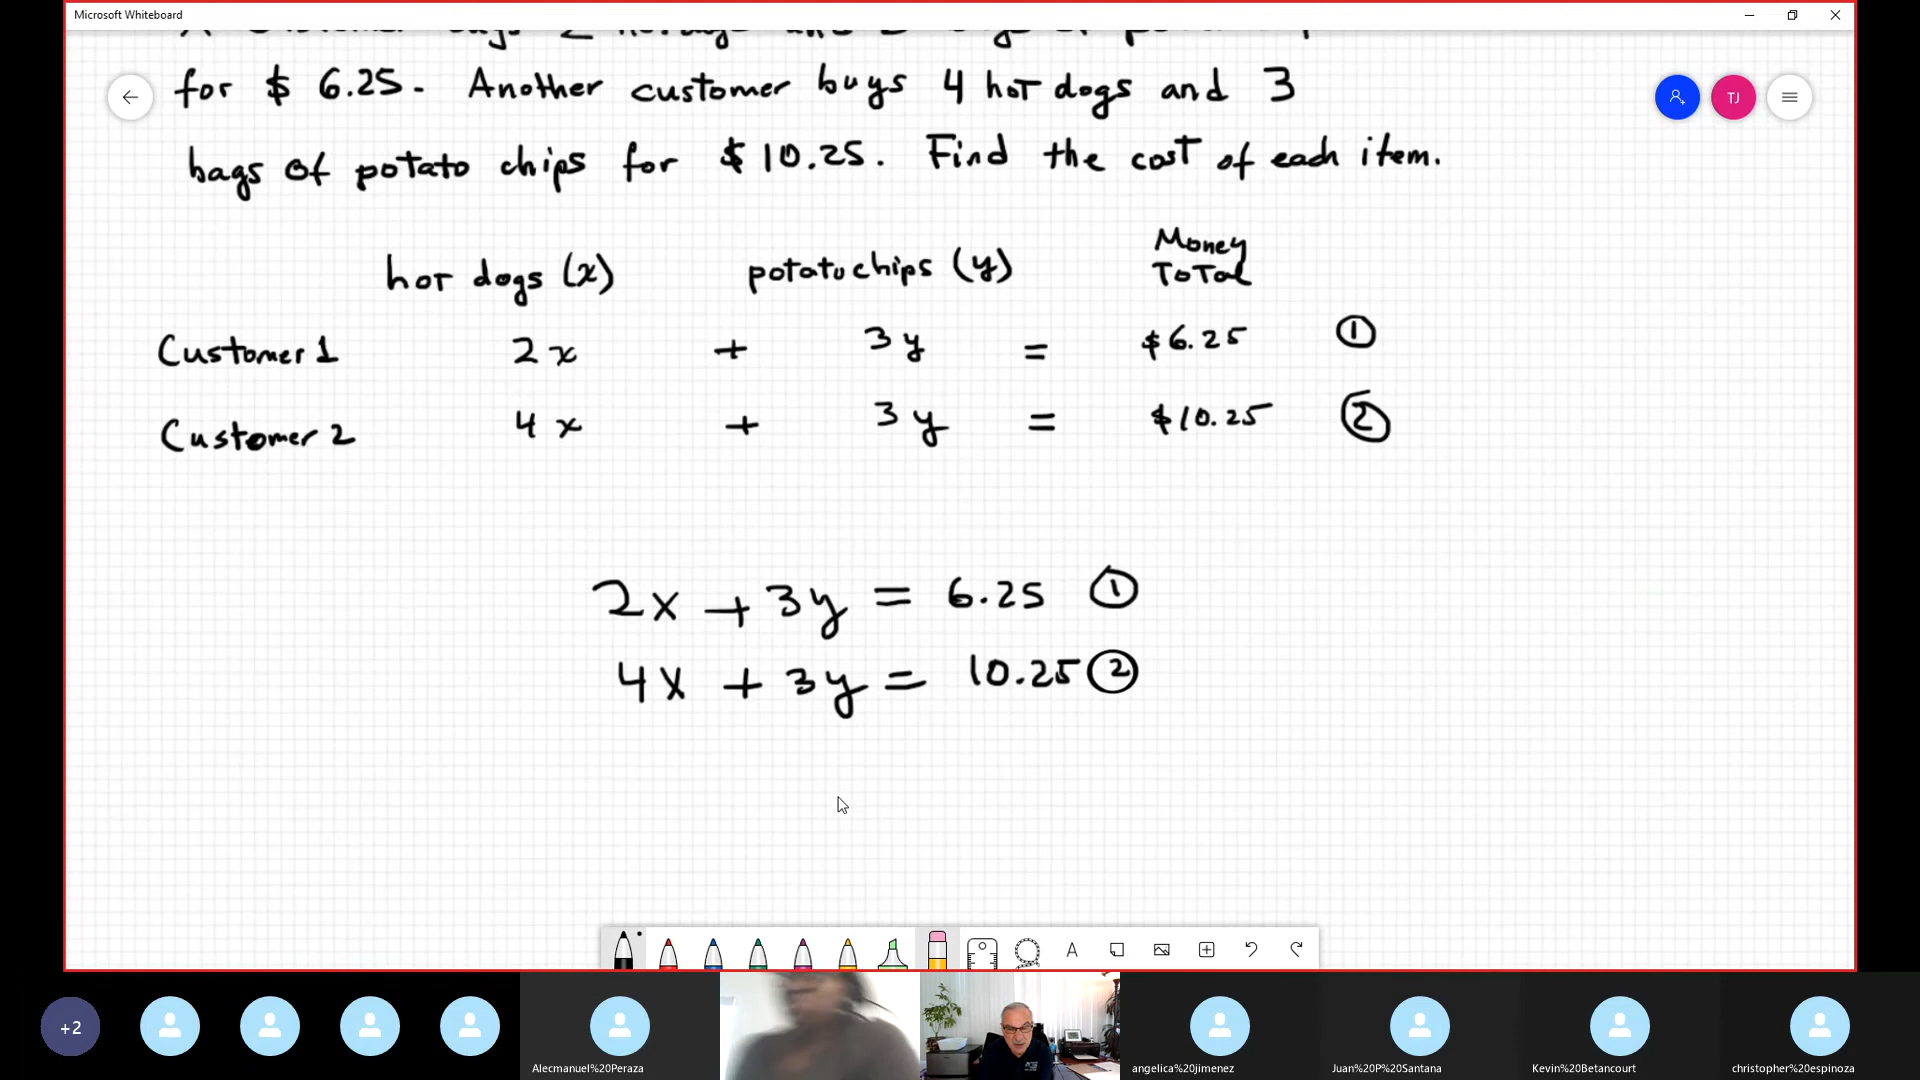 Microsoft Whiteboard
for $ 6.25. Another customer buys 4 hot dogs and 3
TJ
bags of potato chips for $ 10.25. Find the cost of each item.
hot dogs (x) potato chips (y) Money Total
Customer 1 2x + 3y = $6.25 ①
Customer 2 4x + 3y = $10.25 ②
2x + 3y = 6.25 ①
4x + 3y = 10.25 ②
A
+2
Alecmanuel%20Peraza
angelica%20jimenez
Juan%20P%20Santana
Kevin%20Betancourt
christopher%20espinoza